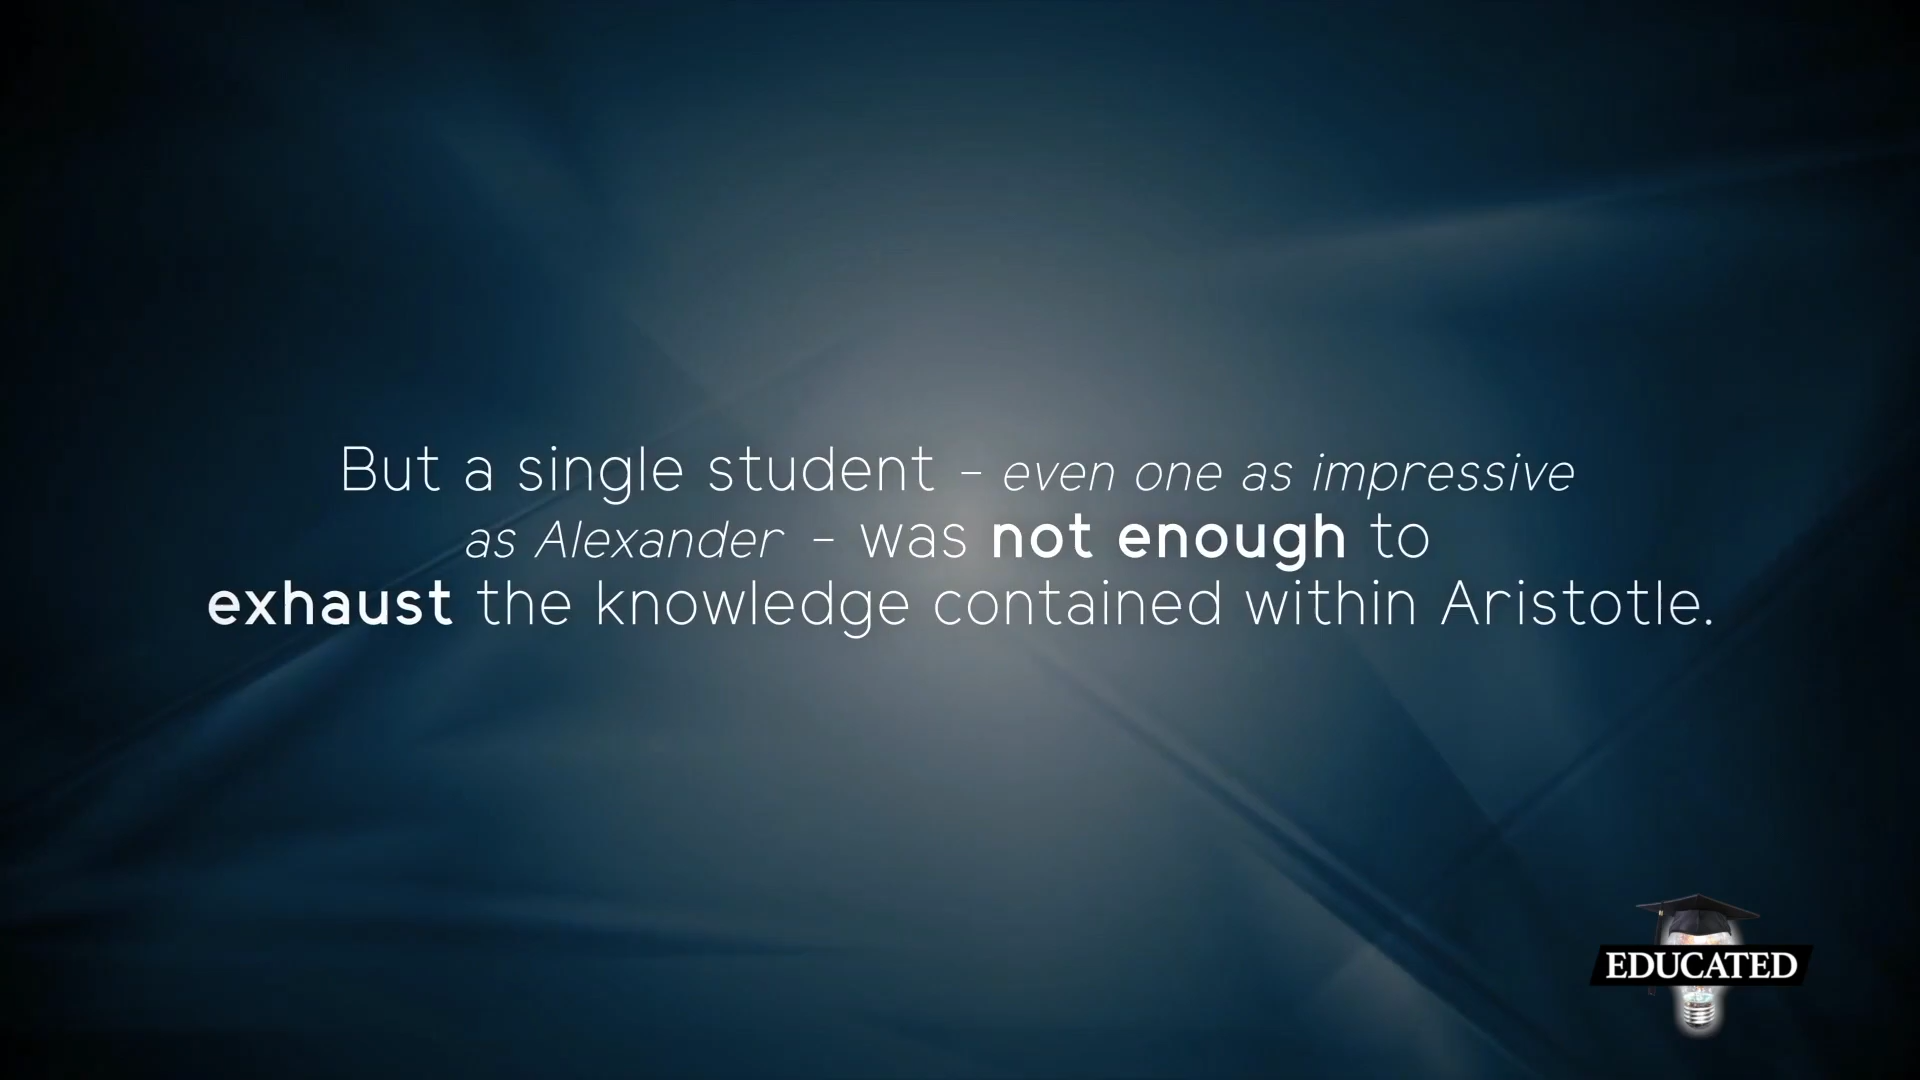 But a single student – even one as impressive
as Alexander – was not enough to
exhaust the knowledge contained within Aristotle.
EDUCATED